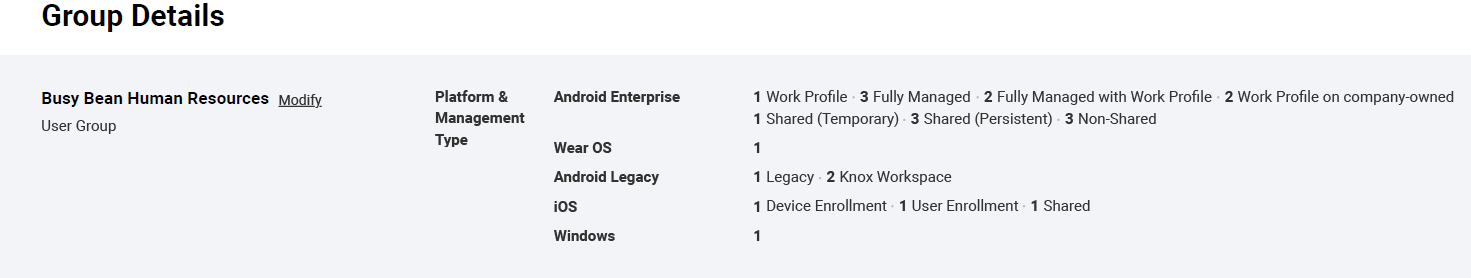 Group Details
Busy Bean Human Resources Modify
User Group
Platform &
Management
Type
Android Enterprise
1 Work Profile · 3 Fully Managed · 2 Fully Managed with Work Profile · 2 Work Profile on company-owned
1 Shared (Temporary) · 3 Shared (Persistent) · 3 Non-Shared
Wear OS 1
Android Legacy 1 Legacy · 2 Knox Workspace
iOS 1 Device Enrollment · 1 User Enrollment · 1 Shared
Windows 1